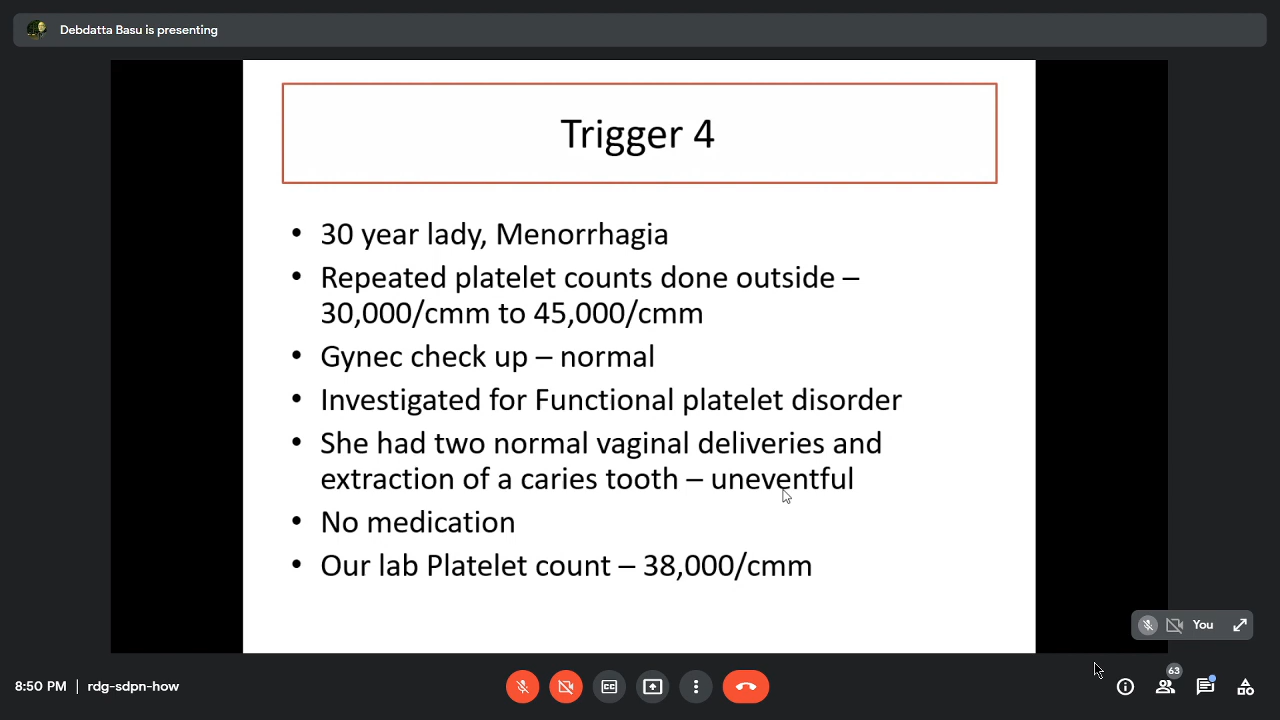 Debdatta Basu is presenting
Trigger 4
• 30 year lady, Menorrhagia
• Repeated platelet counts done outside –
30,000/cmm to 45,000/cmm
• Gynec check up – normal
• Investigated for Functional platelet disorder
• She had two normal vaginal deliveries and
extraction of a caries tooth – uneventful
• No medication
• Our lab Platelet count – 38,000/cmm
You
63
8:50 PM | rdg-sdpn-how
CC